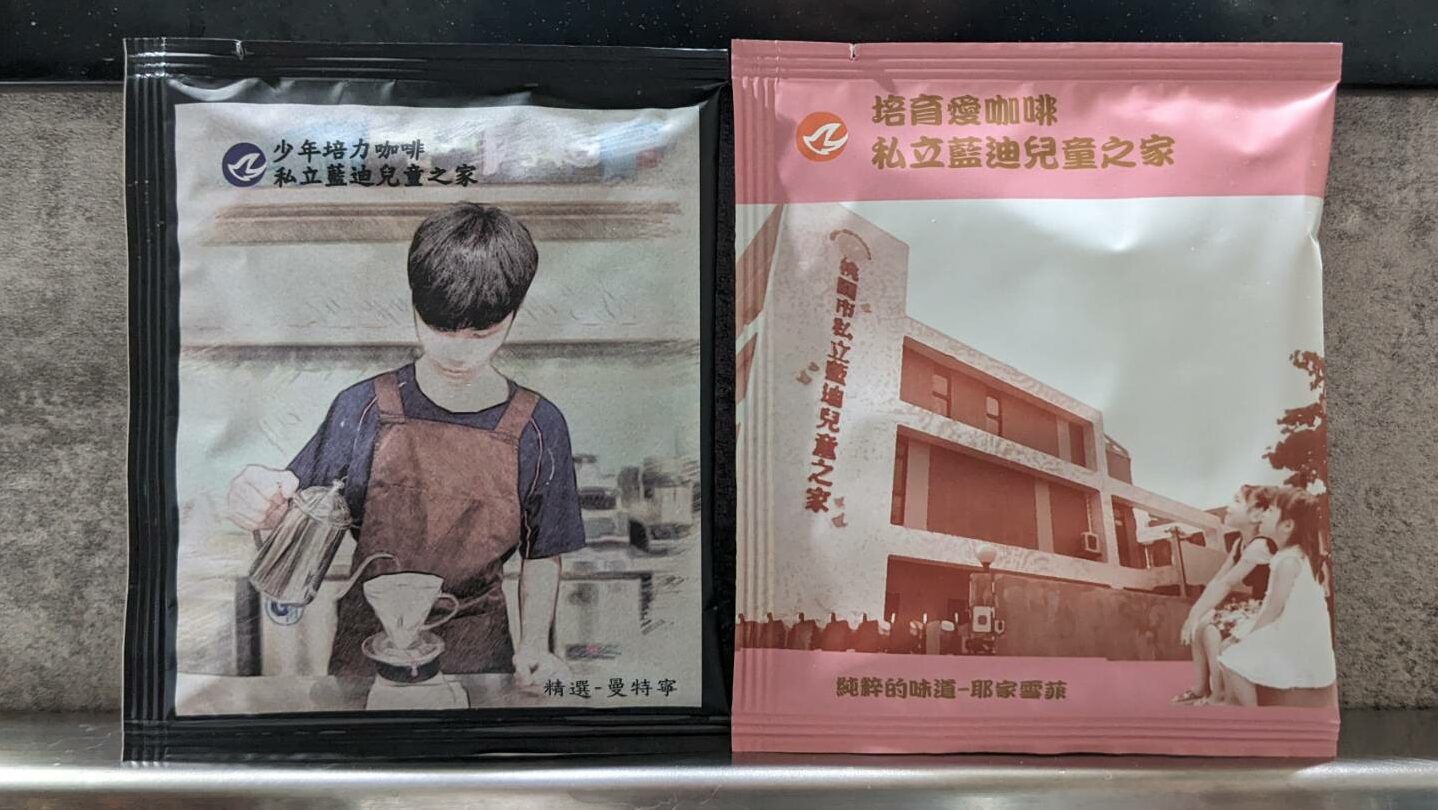 少年培力咖啡
私立藍迪兒童之家
精選-曼特寧
培育愛咖啡
私立藍迪兒童之家
桃園市私立藍迪兒童之家
純粹的味道-耶家雪菲